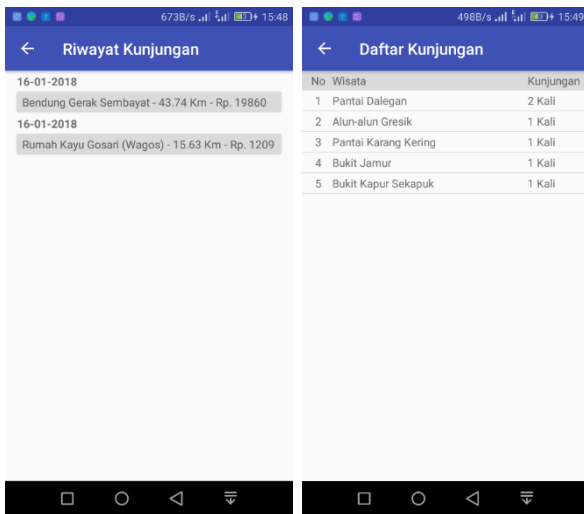 673B/s 15:48
Riwayat Kunjungan
16-01-2018
Bendung Gerak Sembayat - 43.74 Km - Rp. 19860
16-01-2018
Rumah Kayu Gosari (Wagos) - 15.63 Km - Rp. 1209
498B/s 15:49
Daftar Kunjungan
No Wisata Kunjungan
1 Pantai Dalegan 2 Kali
2 Alun-alun Gresik 1 Kali
3 Pantai Karang Kering 1 Kali
4 Bukit Jamur 1 Kali
5 Bukit Kapur Sekapuk 1 Kali